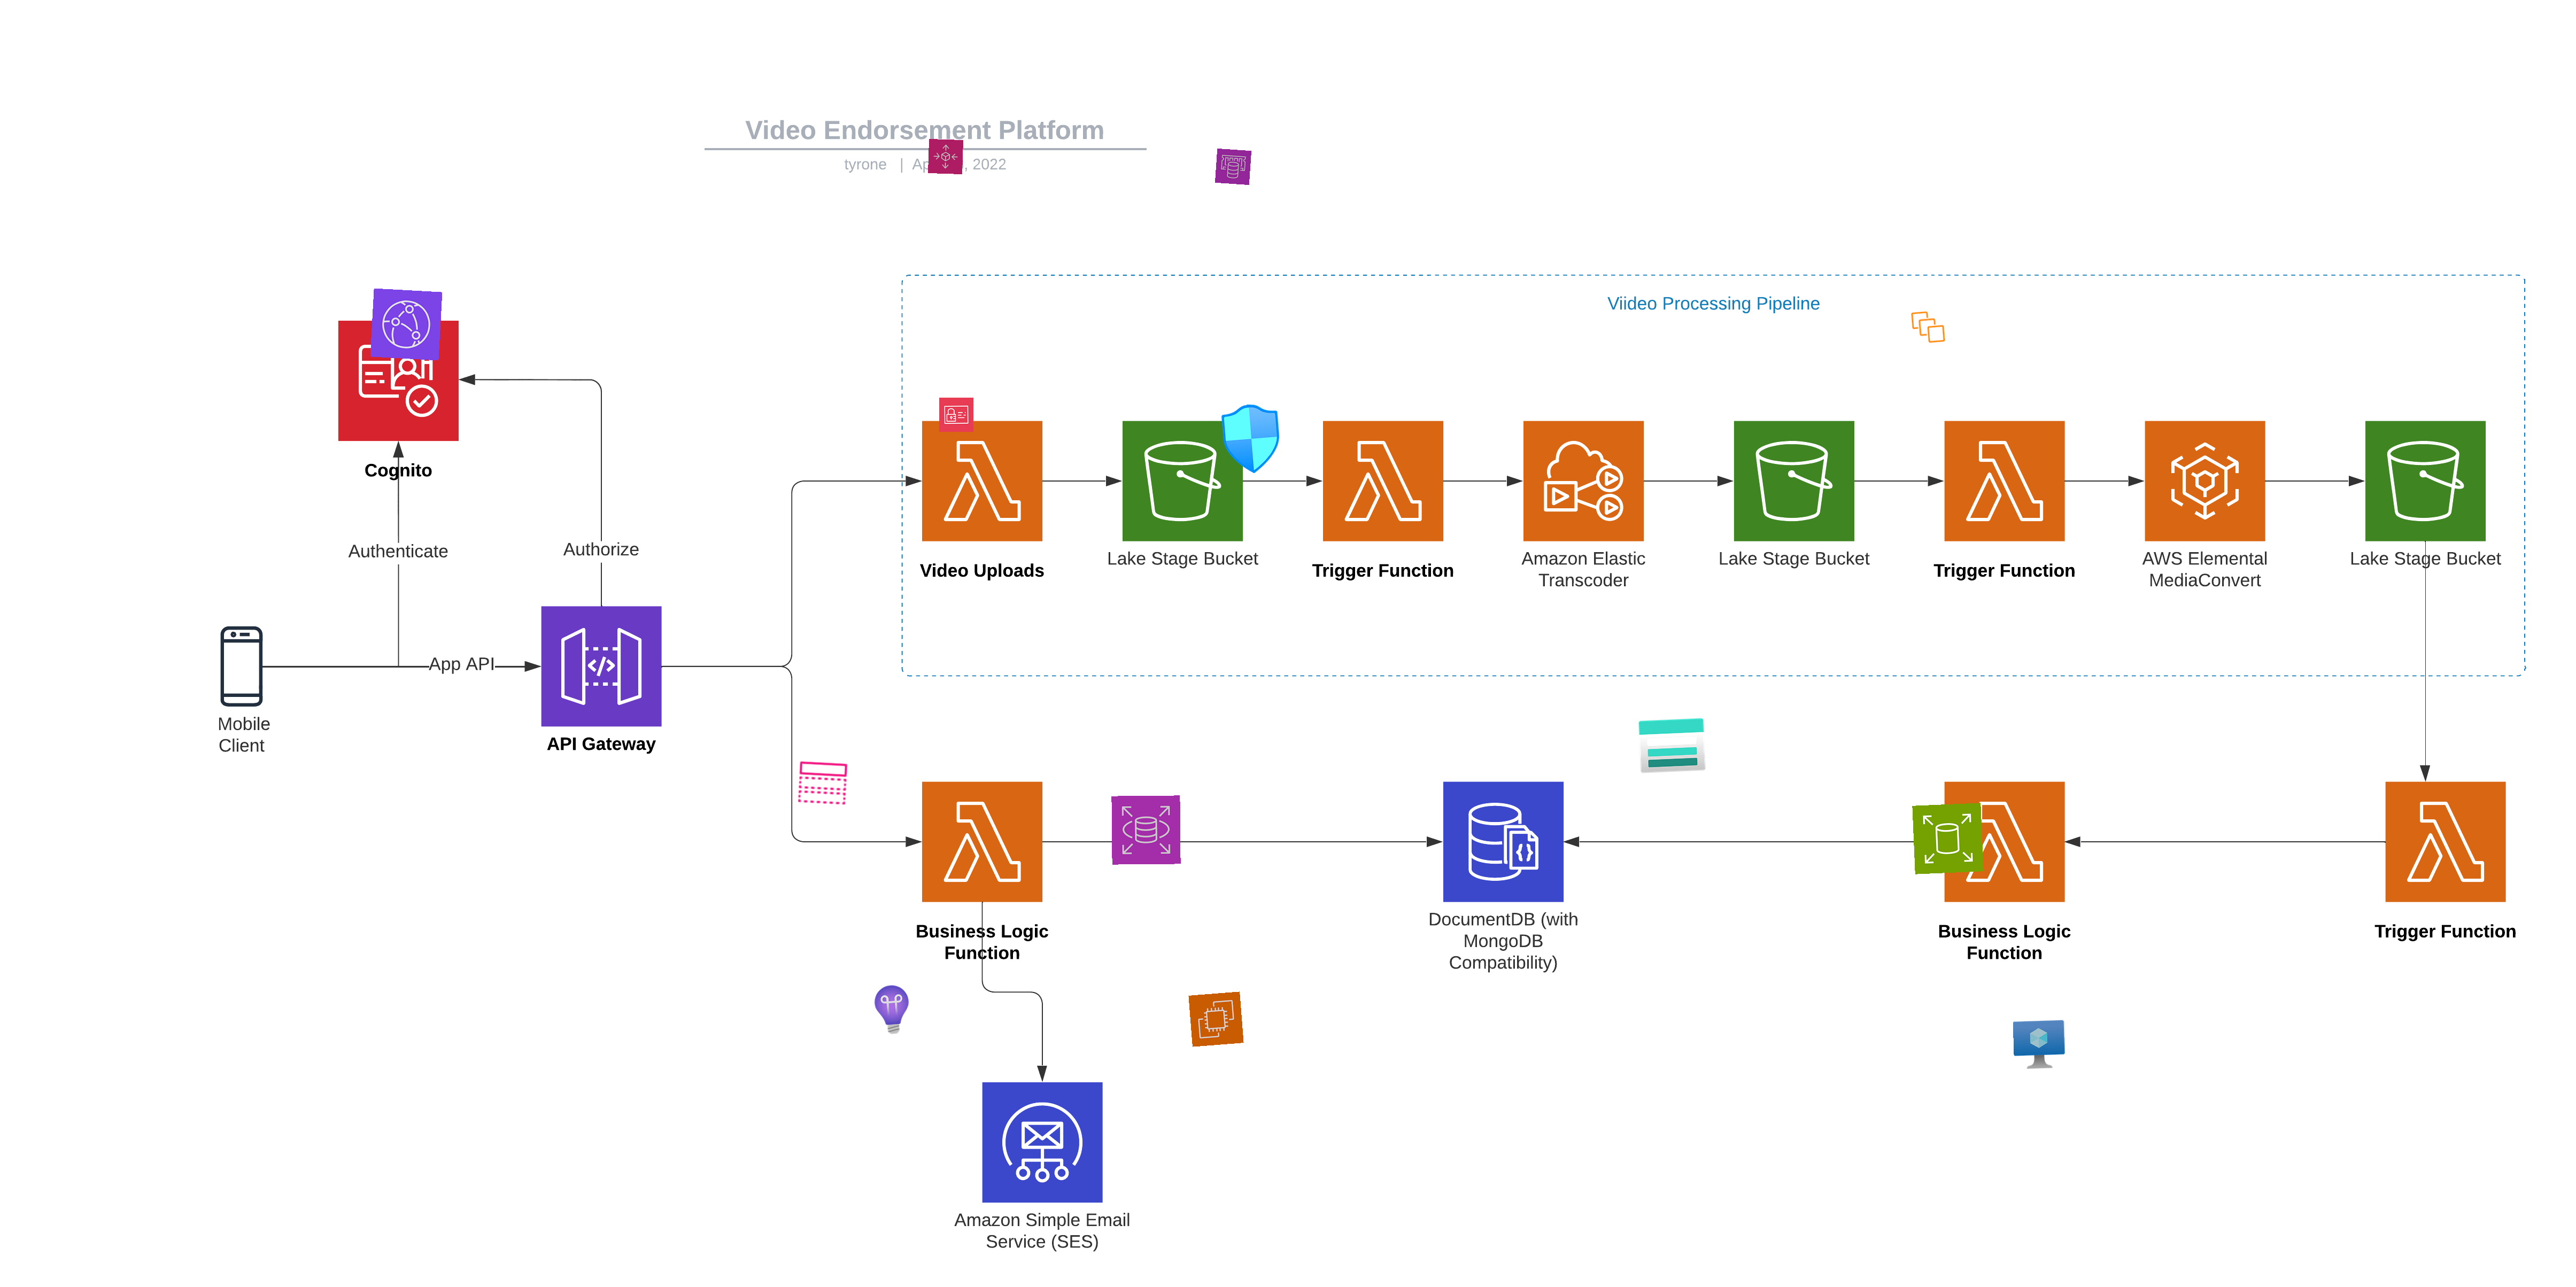 Video Endorsement Platform
tyrone | , 2022
Viideo Processing Pipeline
Cognito
Authenticate
Authorize
Video Uploads
Lake Stage Bucket
Trigger Function
Amazon Elastic
Transcoder
Lake Stage Bucket
Trigger Function
AWS Elemental
MediaConvert
Lake Stage Bucket
App API
Mobile
Client
API Gateway
Business Logic
Function
DocumentDB (with
MongoDB
Compatibility)
Business Logic
Function
Trigger Function
Amazon Simple Email
Service (SES)